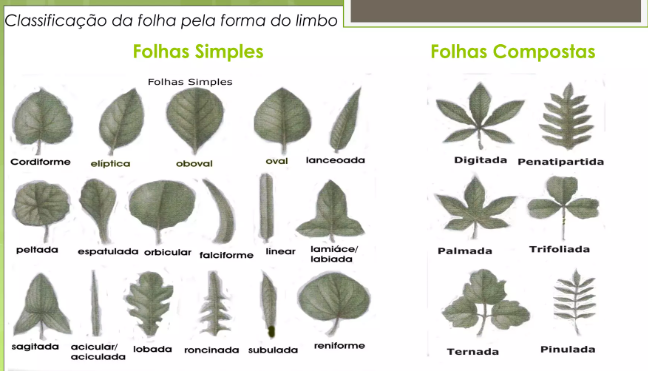 Classificação da folha pela forma do limbo
Folhas Simples
Folhas Compostas
Folhas Simples
Cordiforme
elíptica
oboval
oval
lanceoada
Digitada
Penatipartida
peltada
espatulada
orbicular
falciforme
linear
lamiáce/
labiada
Palmada
Trifoliada
sagitada
acicular/
aciculada
lobada
roncinada
subulada
reniforme
Ternada
Pinulada